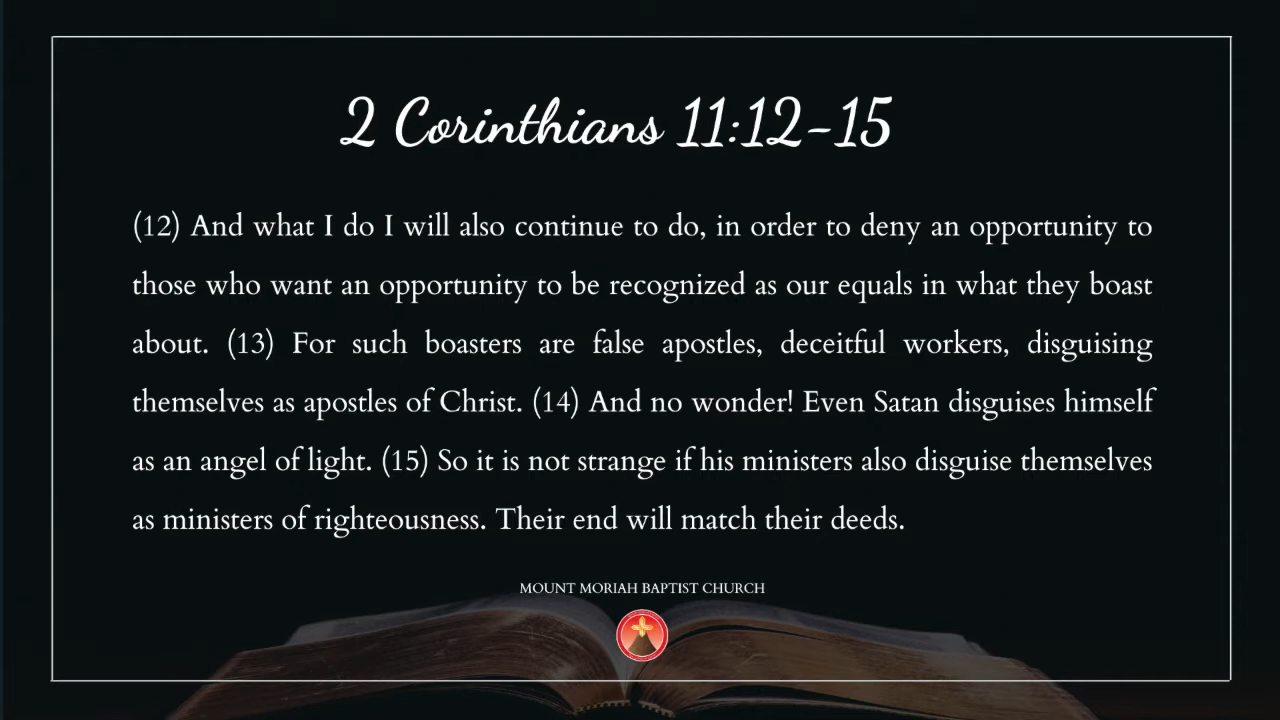 2 Corinthians 11:12-15
(12) And what I do I will also continue to do, in order to deny an opportunity to
those who want an opportunity to be recognized as our equals in what they boast
about. (13) For such boasters are false apostles, deceitful workers, disguising
themselves as apostles of Christ. (14) And no wonder! Even Satan disguises himself
as an angel of light. (15) So it is not strange if his ministers also disguise themselves
as ministers of righteousness. Their end will match their deeds.
MOUNT MORIAH BAPTIST CHURCH